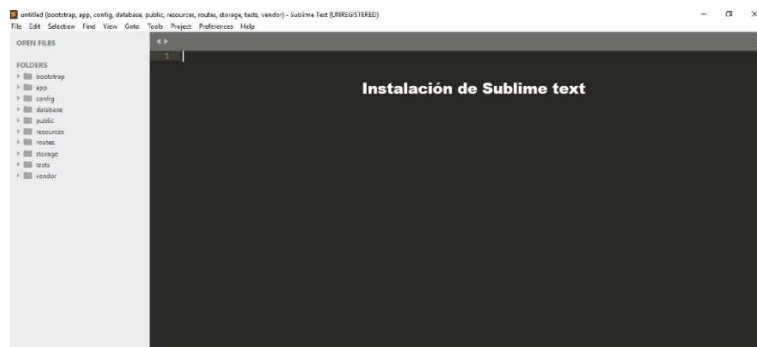 untitled (bootstrap, app, config, database, public, resources, routes, storage, tests, vendor) - Sublime Text (UNREGISTERED)
File Edit Selection Find View Goto Tools Project Preferences Help
OPEN FILES
FOLDERS
bootstrap
app
config
database
public
resources
routes
storage
tests
vendor
1
Instalación de Sublime text